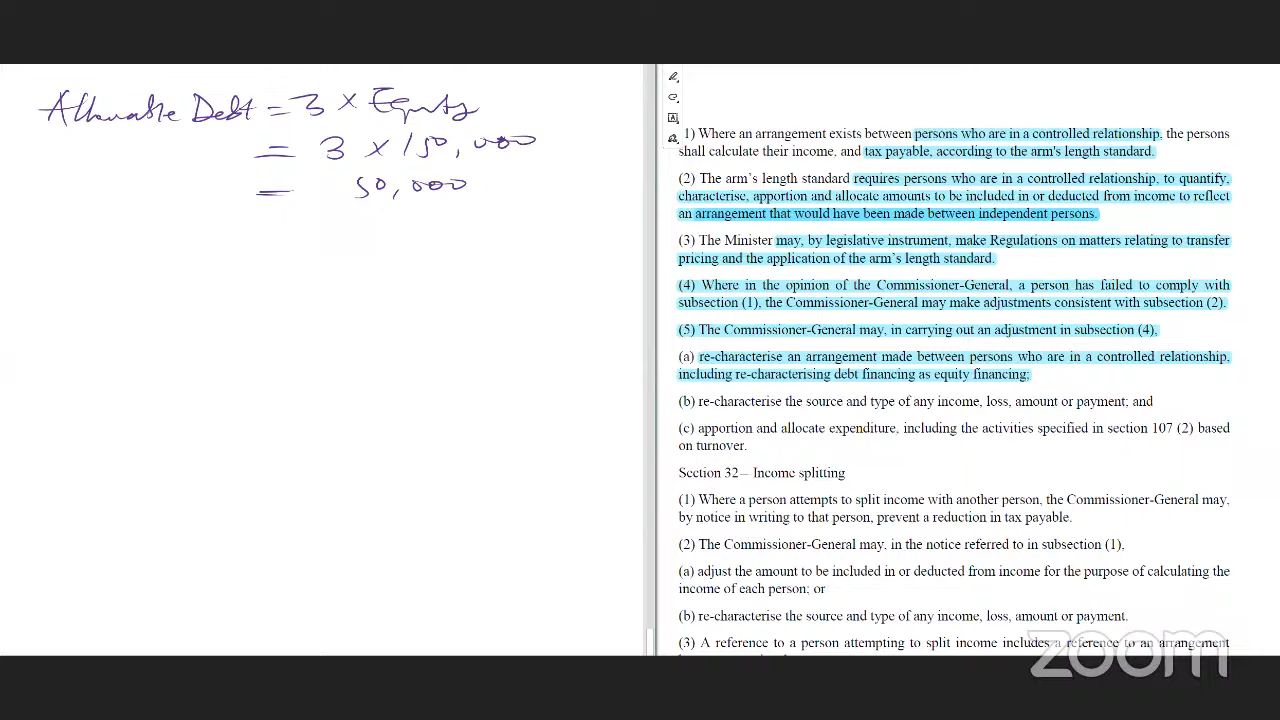 Allowable Debt = 3 × Equity
= 3 × 150,000
= 50,000
1) Where an arrangement exists between persons who are in a controlled relationship, the persons
shall calculate their income, and tax payable, according to the arm's length standard.
(2) The arm's length standard requires persons who are in a controlled relationship, to quantify,
characterise, apportion and allocate amounts to be included in or deducted from income to reflect
an arrangement that would have been made between independent persons.
(3) The Minister may, by legislative instrument, make Regulations on matters relating to transfer
pricing and the application of the arm's length standard.
(4) Where in the opinion of the Commissioner-General, a person has failed to comply with
subsection (1), the Commissioner-General may make adjustments consistent with subsection (2).
(5) The Commissioner-General may, in carrying out an adjustment in subsection (4),
(a) re-characterise an arrangement made between persons who are in a controlled relationship,
including re-characterising debt financing as equity financing;
(b) re-characterise the source and type of any income, loss, amount or payment; and
(c) apportion and allocate expenditure, including the activities specified in section 107 (2) based
on turnover.
Section 32— Income splitting
(1) Where a person attempts to split income with another person, the Commissioner-General may,
by notice in writing to that person, prevent a reduction in tax payable.
(2) The Commissioner-General may, in the notice referred to in subsection (1),
(a) adjust the amount to be included in or deducted from income for the purpose of calculating the
income of each person; or
(b) re-characterise the source and type of any income, loss, amount or payment.
(3) A reference to a person attempting to split income includes a reference to an arrangement
zoom